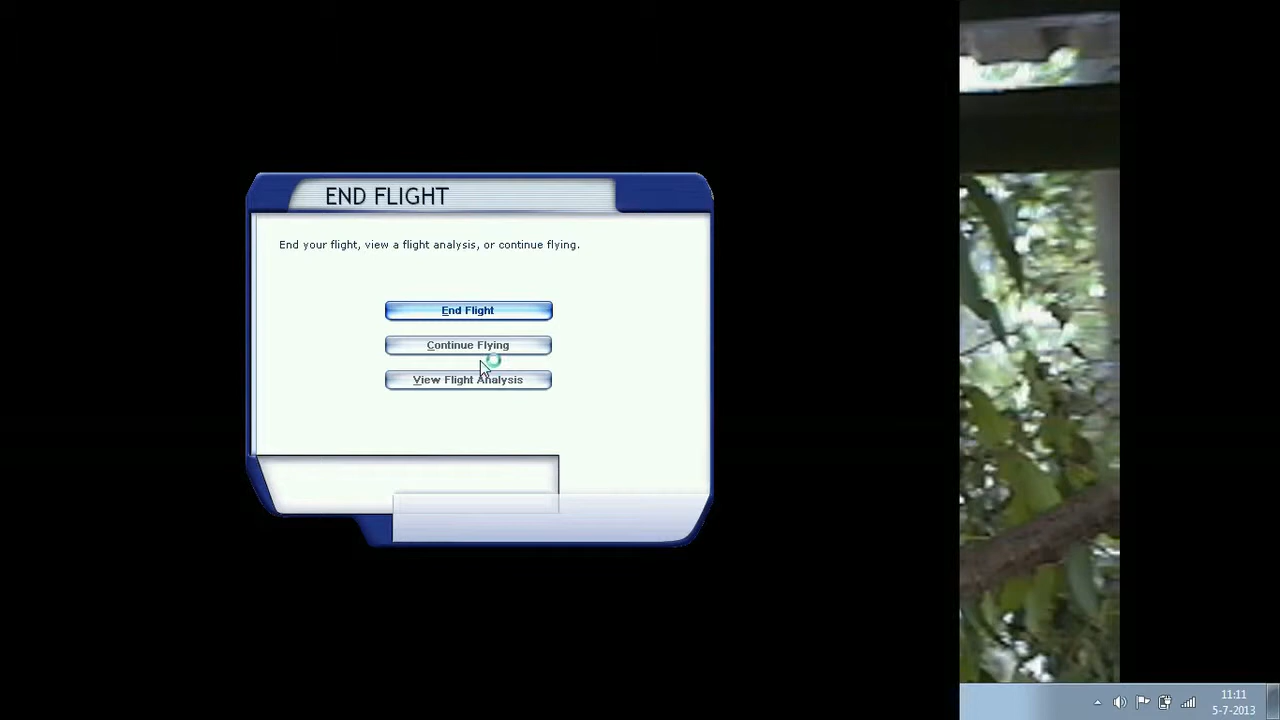 END FLIGHT
End your flight, view a flight analysis, or continue flying.
End Flight
Continue Flying
View Flight Analysis
11:11
5-7-2013